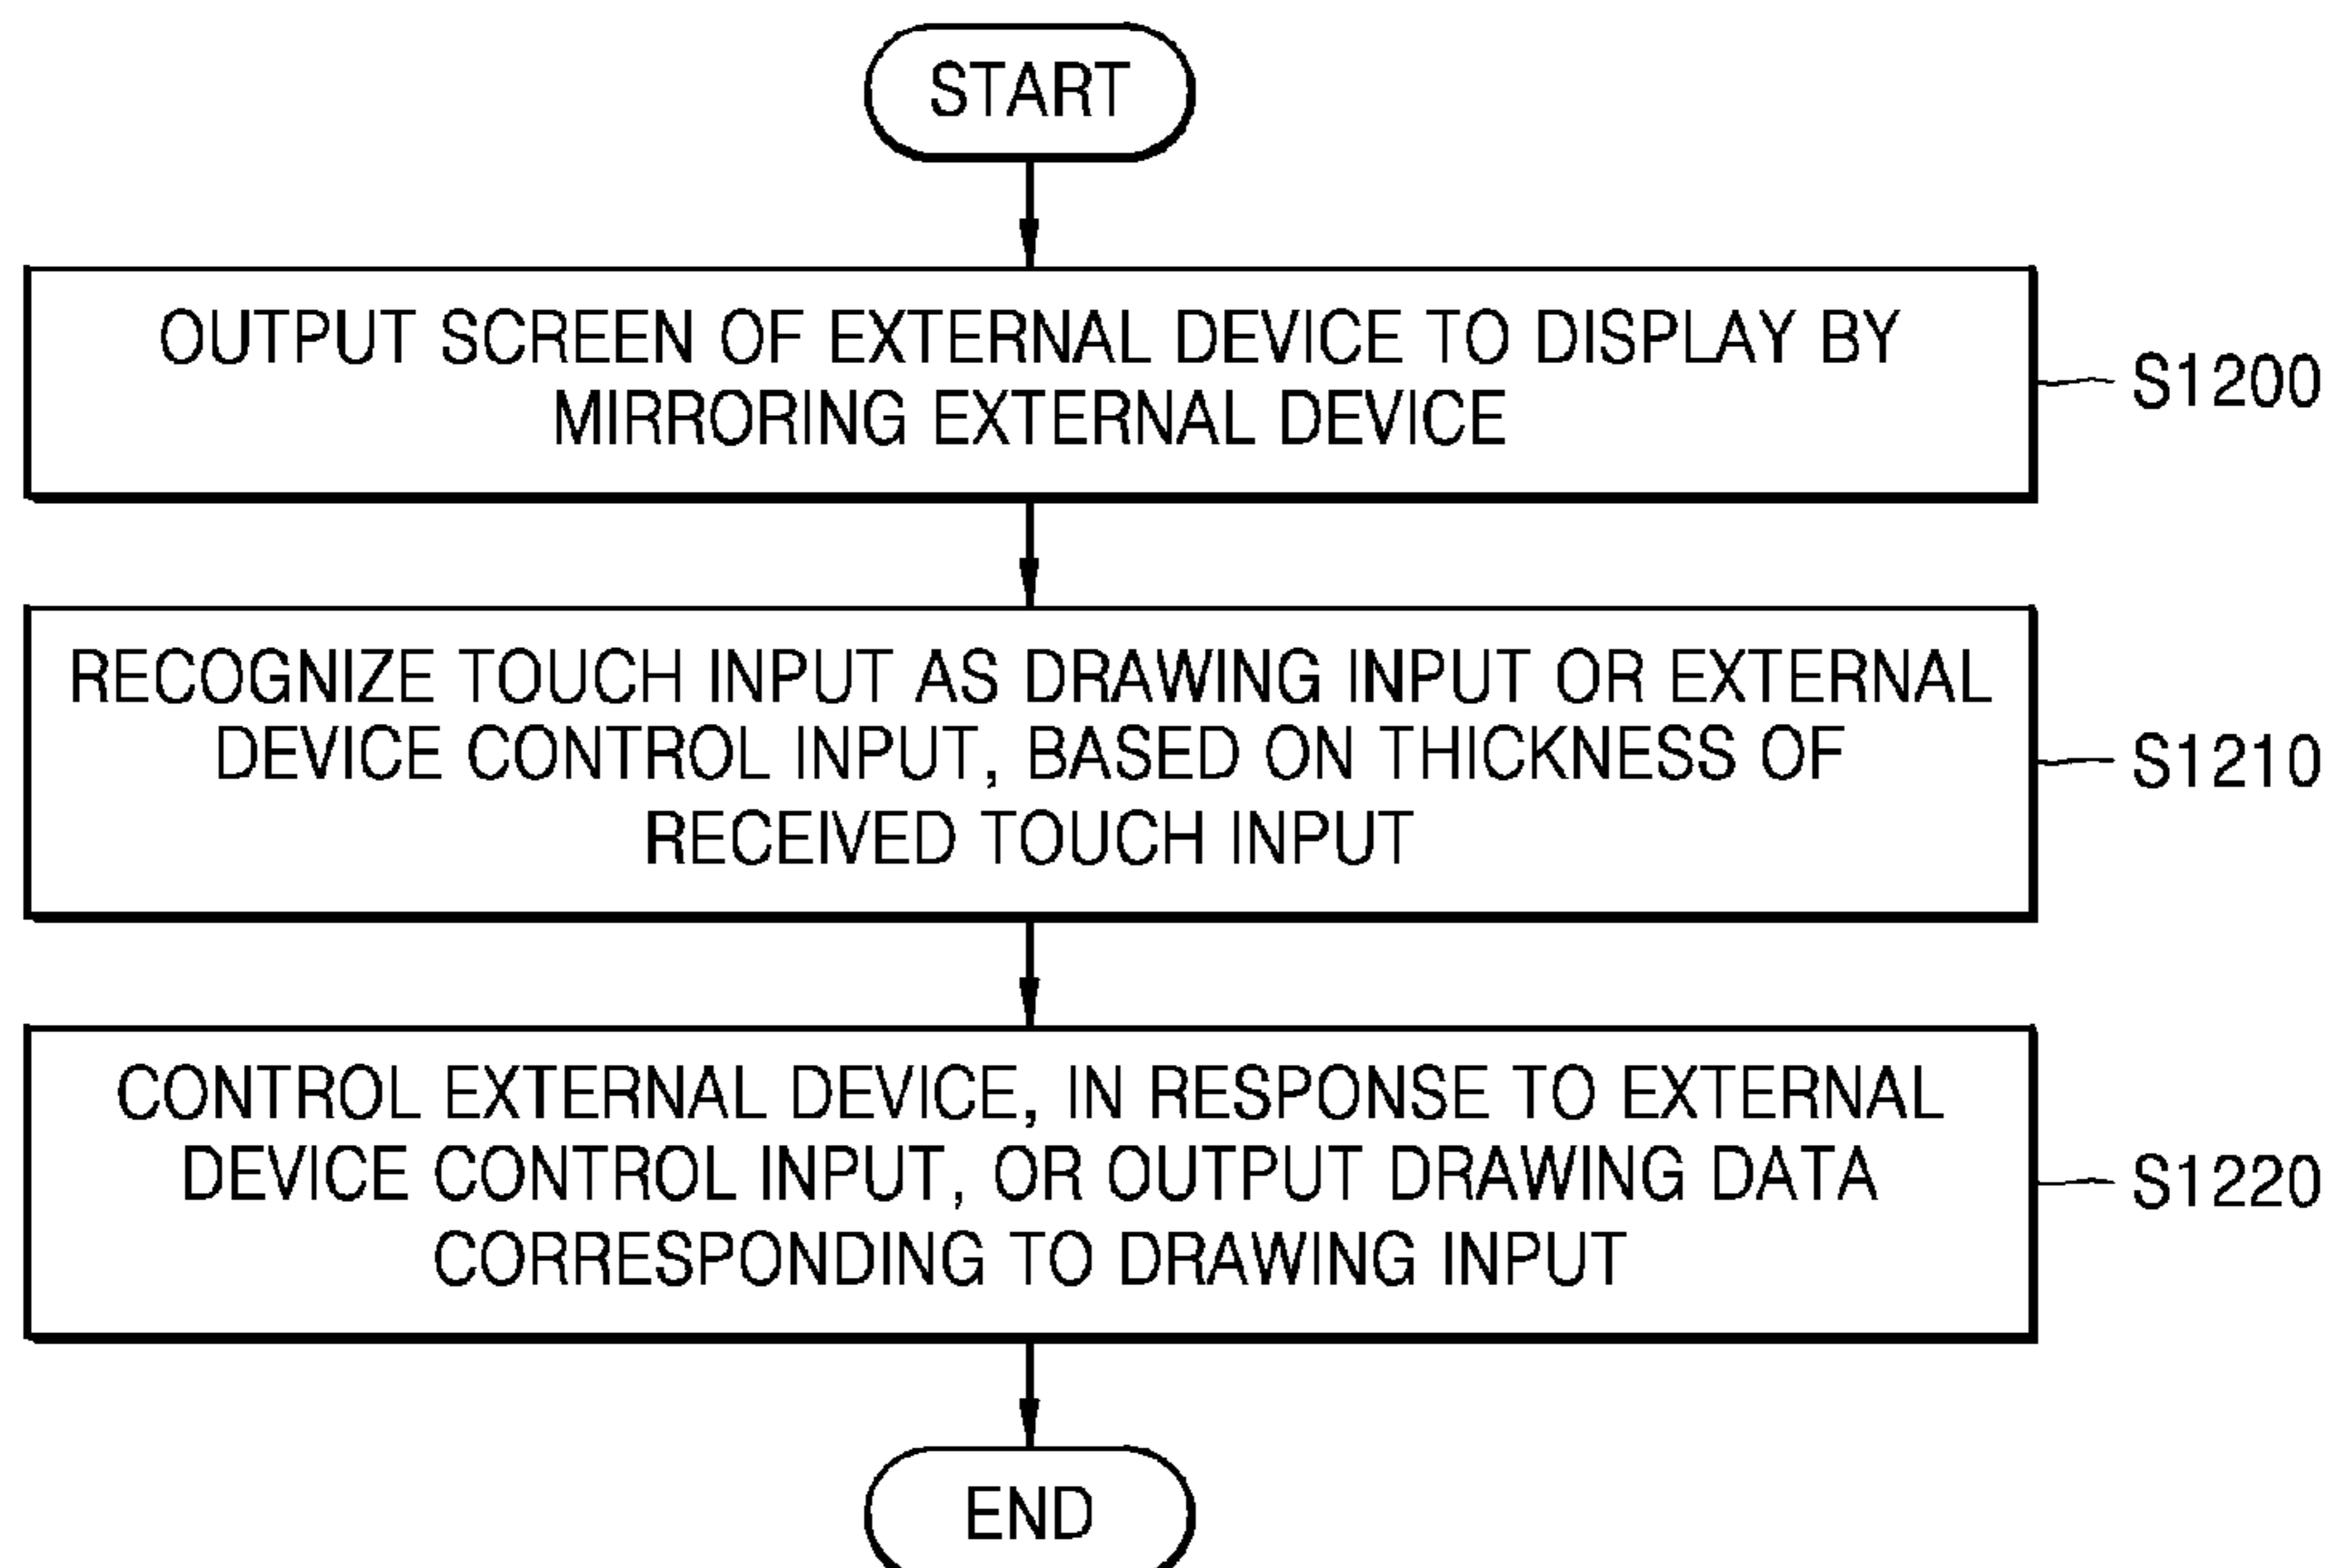 START
OUTPUT SCREEN OF EXTERNAL DEVICE TO DISPLAY BY
MIRRORING EXTERNAL DEVICE
S1200
RECOGNIZE TOUCH INPUT AS DRAWING INPUT OR EXTERNAL
DEVICE CONTROL INPUT, BASED ON THICKNESS OF
RECEIVED TOUCH INPUT
S1210
CONTROL EXTERNAL DEVICE, IN RESPONSE TO EXTERNAL
DEVICE CONTROL INPUT, OR OUTPUT DRAWING DATA
CORRESPONDING TO DRAWING INPUT
S1220
END